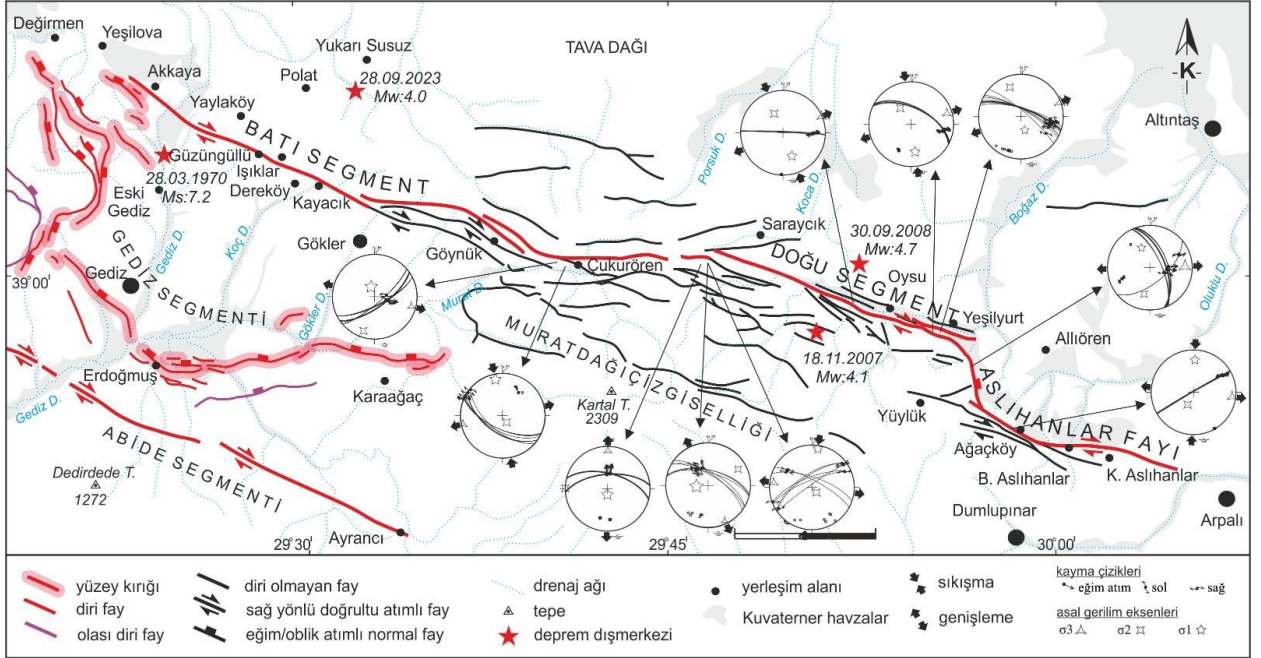 Değirmen
Yeşilova
Akkaya
Yukarı Susuz
Polat
28.09.2023
Mw:4.0
TAVA DAĞI
-K-
Altıntaş
Yaylaköy
BATI SEGMENT
Güzüngüllü
28.03.1970
Ms:7.2
Işıklar
Dereköy
Kayacık
Eski
Gediz
Gediz D.
Koç D.
Porsuk D.
Koca D.
Boğaz D.
Oluklu D.
Saraycık
30.09.2008
Mw:4.7
Gökler
Göynük
39°00'
Gediz
GEDİZ SEGMENTİ
Çukurören
DOĞU SEGMENT
Oysu
Yeşilyurt
Gökler D.
Murat D.
MURATDAĞI ÇİZGİSELLİĞİ
18.11.2007
Mw:4.1
Allıören
Erdoğmuş
Gediz D.
Karaağaç
Kartal T.
2309
Yüylük
ASLIHANLAR FAYI
Ağaçköy
B. Aslıhanlar
K. Aslıhanlar
ABİDE SEGMENTİ
Dedirdede T.
1272
Dumlupınar
Arpalı
Ayrancı
29°30'
29°45'
30°00'
yüzey kırığı
diri fay
olası diri fay
diri olmayan fay
sağ yönlü doğrultu atımlı fay
eğim/oblik atımlı normal fay
drenaj ağı
tepe
deprem dışmerkezi
yerleşim alanı
Kuvaterner havzalar
sıkışma
genişleme
kayma çizikleri
eğim atım sol sağ
asal gerilim eksenleri
σ3 σ2 σ1